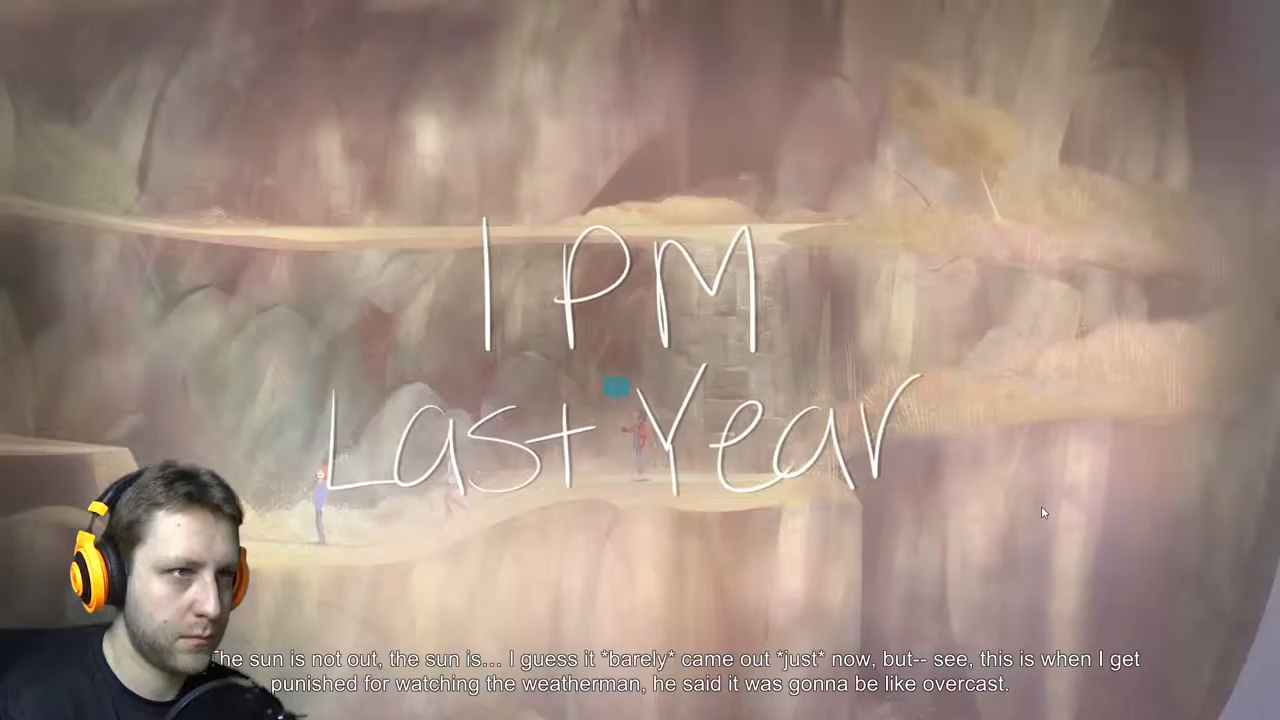 1 PM
Last Year
The sun is not out, the sun is... I guess it *barely* came out *just* now, but-- see, this is when I get
punished for watching the weatherman, he said it was gonna be like overcast.